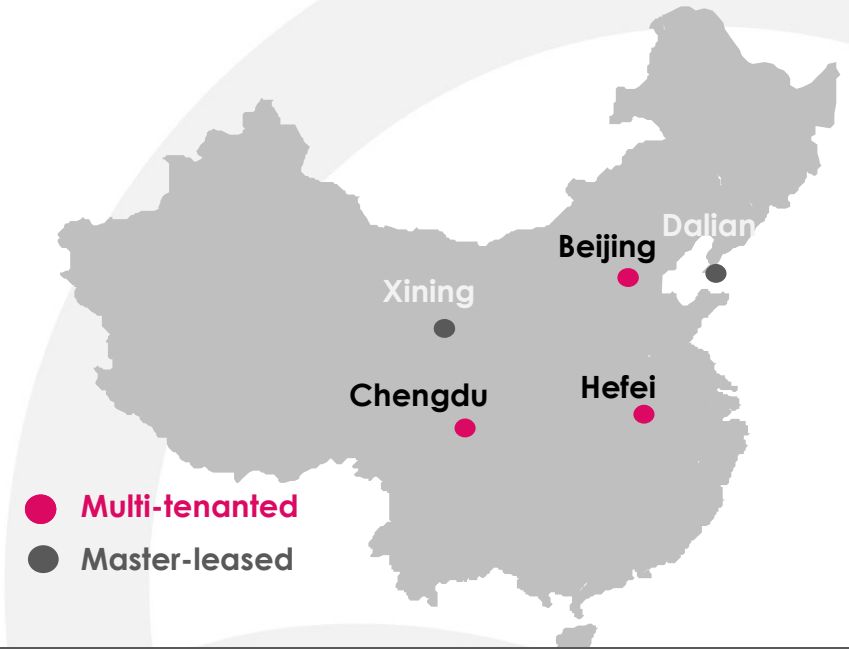 Dalian
Beijing
Xining
Chengdu
Hefei
Multi-tenanted
Master-leased